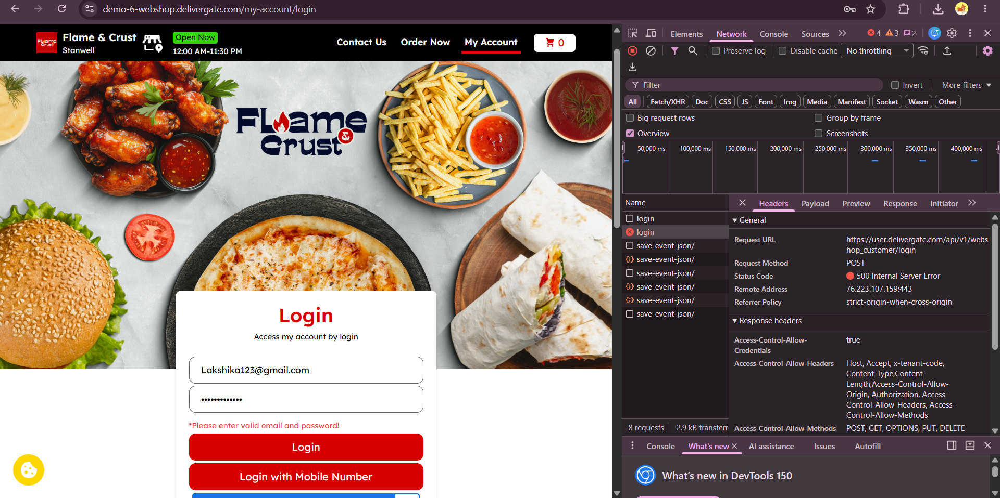 demo-6-webshop.delivergate.com/my-account/login
Flame & Crust
Stanwell
Open Now
12:00 AM-11:30 PM
Contact Us
Order Now
My Account
0
Flame
&
Crust
Login
Access my account by login
Lakshika123@gmail.com
•••••••••••••
*Please enter valid email and password!
Login
Login with Mobile Number
Elements
Network
Console
Sources
4
3
2
Preserve log
Disable cache
No throttling
Filter
Invert
More filters
All
Fetch/XHR
Doc
CSS
JS
Font
Img
Media
Manifest
Socket
Wasm
Other
Big request rows
Group by frame
Overview
Screenshots
50,000 ms
100,000 ms
150,000 ms
200,000 ms
250,000 ms
300,000 ms
350,000 ms
400,000 ms
Name
Headers
Payload
Preview
Response
Initiator
login
login
save-event-json/
save-event-json/
save-event-json/
save-event-json/
save-event-json/
save-event-json/
General
Request URL
https://user.delivergate.com/api/v1/webs
hop_customer/login
Request Method
POST
Status Code
500 Internal Server Error
Remote Address
76.223.107.159:443
Referrer Policy
strict-origin-when-cross-origin
Response headers
Access-Control-Allow-
Credentials
true
Access-Control-Allow-Headers
Host, Accept, x-tenant-code,
Content-Type,Content-
Length,Access-Control-Allow-
Origin, Authorization, Access-
Control-Allow-Headers, Access-
Control-Allow-Methods
Access-Control-Allow-Methods
POST, GET, OPTIONS, PUT, DELETE
8 requests
2.9 kB transferr
Console
What's new
AI assistance
Issues
Autofill
What's new in DevTools 150